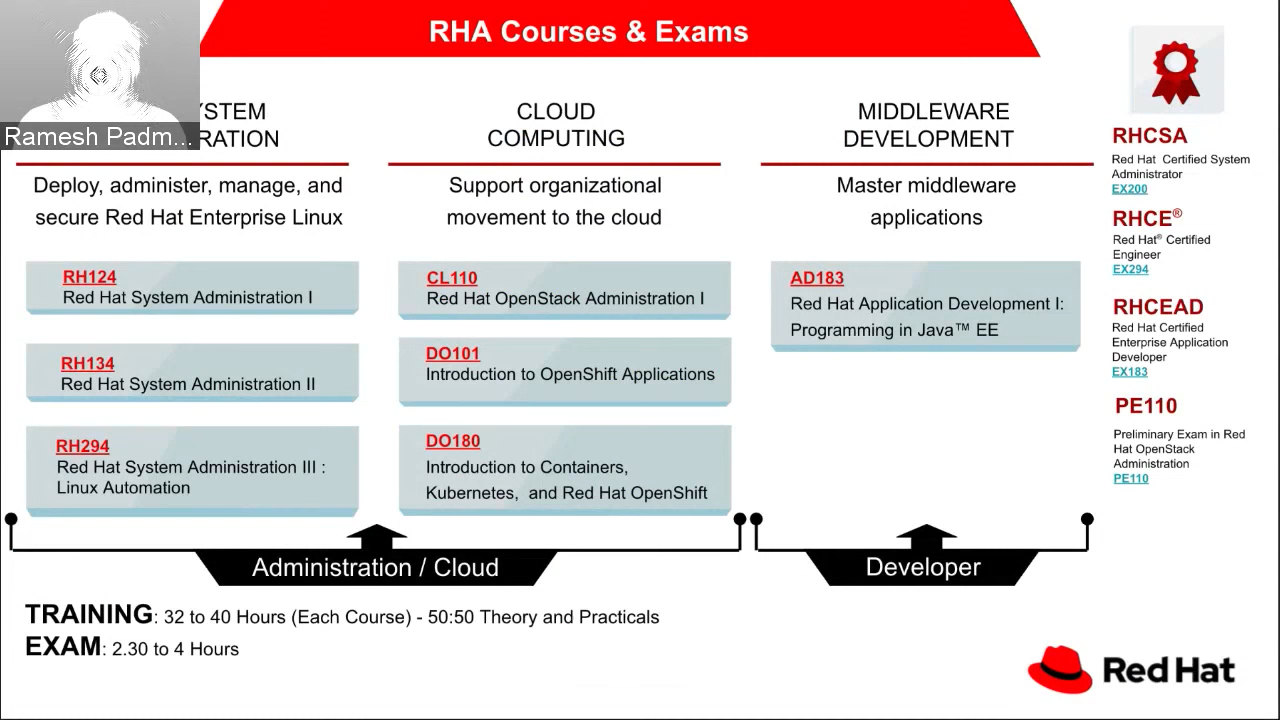 RHA Courses & Exams
Ramesh Padm...
YSTEM
RATION
Deploy, administer, manage, and
secure Red Hat Enterprise Linux
RH124
Red Hat System Administration I
RH134
Red Hat System Administration II
RH294
Red Hat System Administration III :
Linux Automation
CLOUD
COMPUTING
Support organizational
movement to the cloud
CL110
Red Hat OpenStack Administration I
DO101
Introduction to OpenShift Applications
DO180
Introduction to Containers,
Kubernetes, and Red Hat OpenShift
MIDDLEWARE
DEVELOPMENT
Master middleware
applications
AD183
Red Hat Application Development I:
Programming in Java™ EE
RHCSA
Red Hat Certified System
Administrator
EX200
RHCE®
Red Hat® Certified
Engineer
EX294
RHCEAD
Red Hat Certified
Enterprise Application
Developer
EX183
PE110
Preliminary Exam in Red
Hat OpenStack
Administration
PE110
Administration / Cloud
Developer
TRAINING: 32 to 40 Hours (Each Course) - 50:50 Theory and Practicals
EXAM: 2.30 to 4 Hours
Red Hat